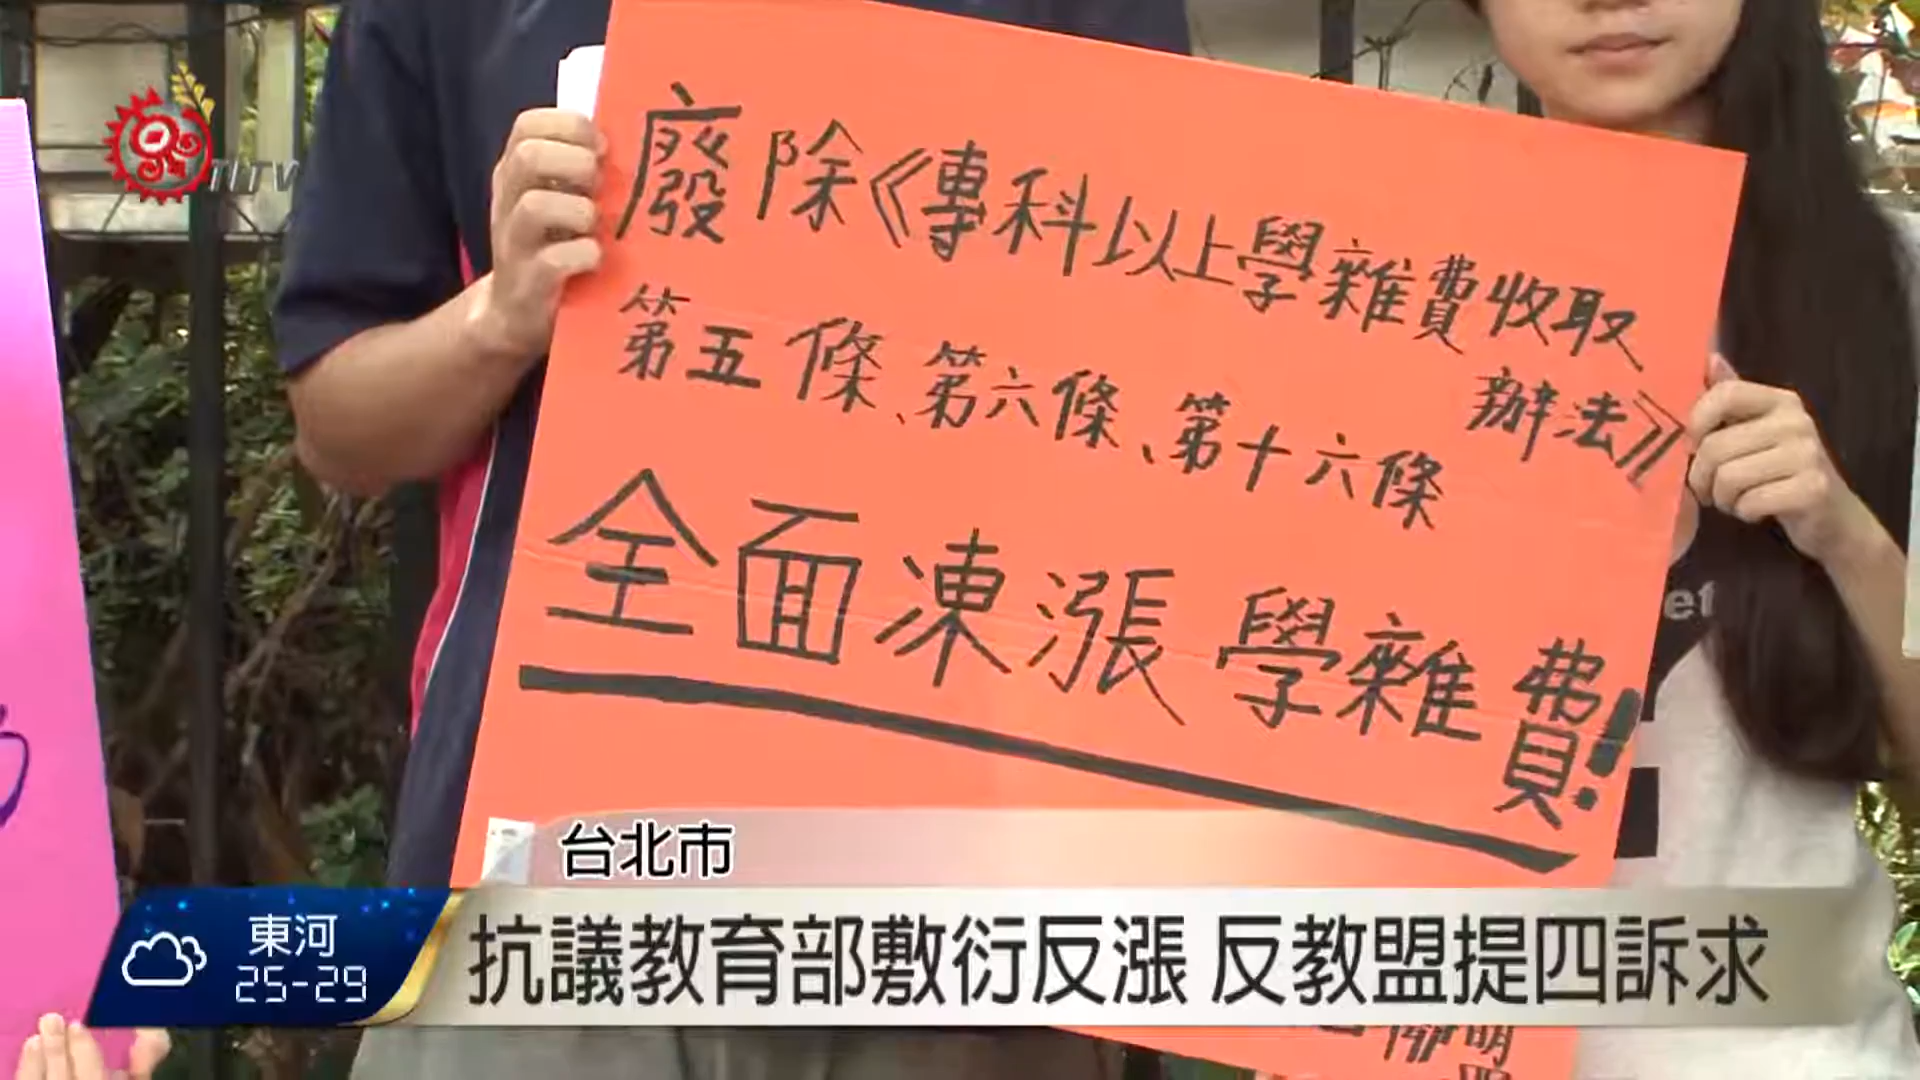 TITV
廢除《專科以上學雜費收取
辦法》
第五條、第六條、第十六條
全面凍漲學雜費!
et
台北市
東河
25-29
抗議教育部敷衍反漲 反教盟提四訴求